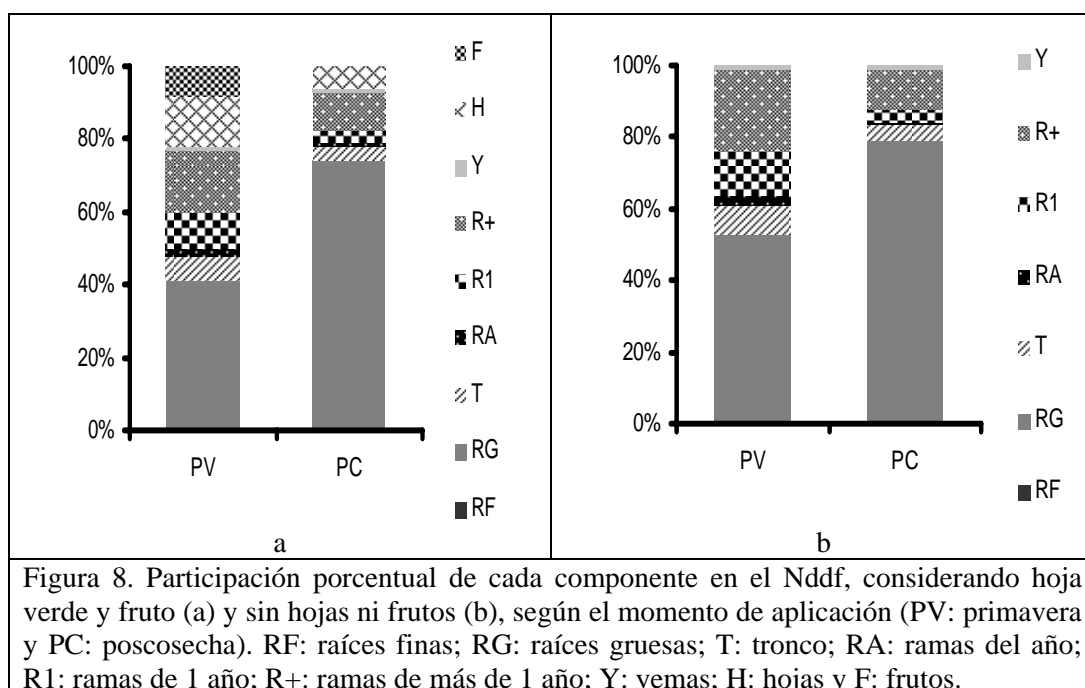 100%
80%
60%
40%
20%
0%
PV
PC
F
H
Y
R+
R1
RA
T
RG
RF
a
100%
80%
60%
40%
20%
0%
PV
PC
Y
R+
R1
RA
T
RG
RF
b
Figura 8. Participación porcentual de cada componente en el Nddf, considerando hoja
verde y fruto (a) y sin hojas ni frutos (b), según el momento de aplicación (PV: primavera
y PC: poscosecha). RF: raíces finas; RG: raíces gruesas; T: tronco; RA: ramas del año;
R1: ramas de 1 año; R+: ramas de más de 1 año; Y: yemas; H: hojas y F: frutos.